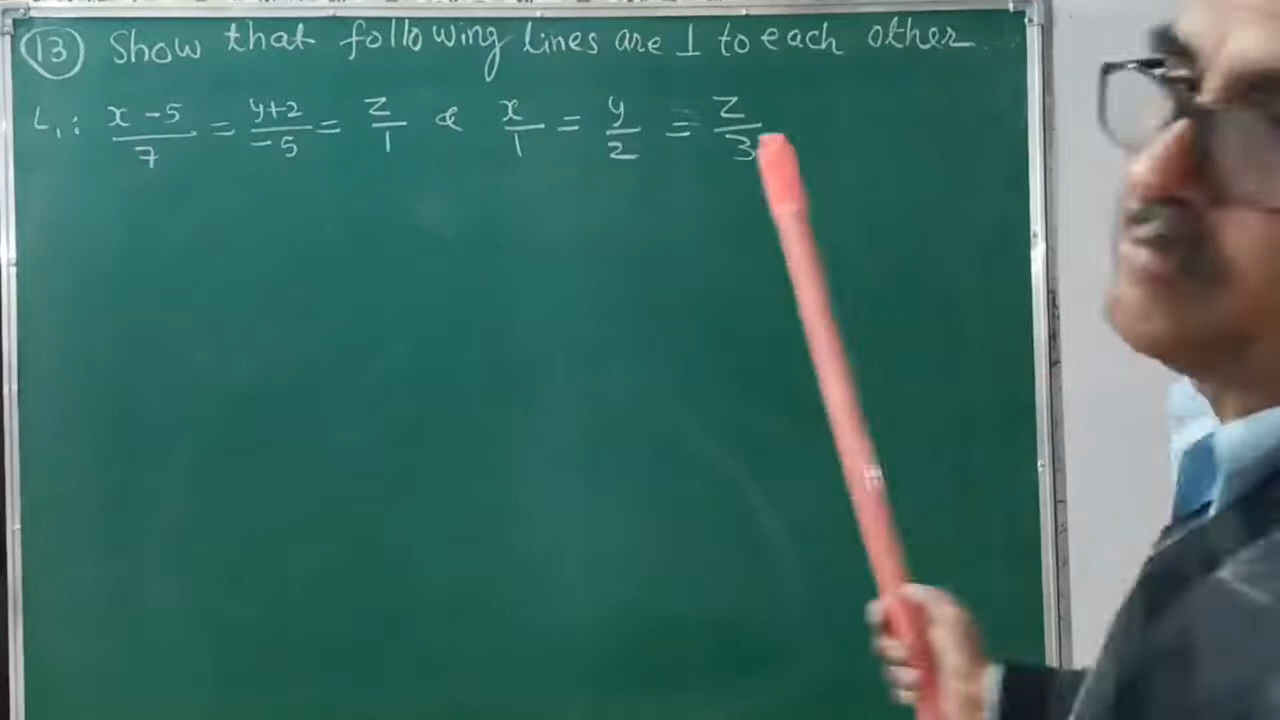 (13) Show that following lines are ⊥ to each other
L₁: (x-5)/7 = (y+2)/-5 = z/1 & x/1 = y/2 = z/3